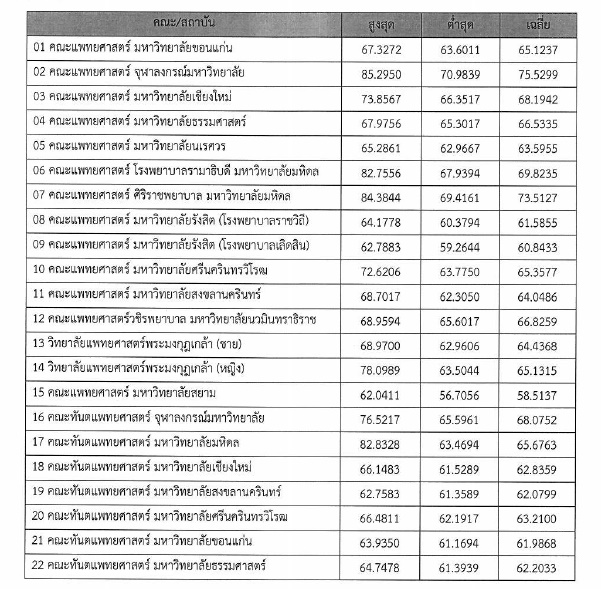 คณะ/สถาบัน สูงสุด ต่ำสุด เฉลี่ย
01 คณะแพทยศาสตร์ มหาวิทยาลัยขอนแก่น 67.3272 63.6011 65.1237
02 คณะแพทยศาสตร์ จุฬาลงกรณ์มหาวิทยาลัย 85.2950 70.9839 75.5299
03 คณะแพทยศาสตร์ มหาวิทยาลัยเชียงใหม่ 73.8567 66.3517 68.1942
04 คณะแพทยศาสตร์ มหาวิทยาลัยธรรมศาสตร์ 67.9756 65.3017 66.5335
05 คณะแพทยศาสตร์ มหาวิทยาลัยนเรศวร 65.2861 62.9667 63.5955
06 คณะแพทยศาสตร์ โรงพยาบาลรามาธิบดี มหาวิทยาลัยมหิดล 82.7556 67.9394 69.8235
07 คณะแพทยศาสตร์ ศิริราชพยาบาล มหาวิทยาลัยมหิดล 84.3844 69.4161 73.5127
08 คณะแพทยศาสตร์ มหาวิทยาลัยรังสิต (โรงพยาบาลราชวิถี) 64.1778 60.3794 61.5855
09 คณะแพทยศาสตร์ มหาวิทยาลัยรังสิต (โรงพยาบาลเลิดสิน) 62.7883 59.2644 60.8433
10 คณะแพทยศาสตร์ มหาวิทยาลัยศรีนครินทรวิโรฒ 72.6206 63.7750 65.3577
11 คณะแพทยศาสตร์ มหาวิทยาลัยสงขลานครินทร์ 68.7017 62.3050 64.0486
12 คณะแพทยศาสตร์วชิรพยาบาล มหาวิทยาลัยนวมินทราธิราช 68.9594 65.6017 66.8259
13 วิทยาลัยแพทยศาสตร์พระมงกุฎเกล้า (ชาย) 68.9700 62.9606 64.4368
14 วิทยาลัยแพทยศาสตร์พระมงกุฎเกล้า (หญิง) 78.0989 63.5044 65.1315
15 คณะแพทยศาสตร์ มหาวิทยาลัยสยาม 62.0411 56.7056 58.5137
16 คณะทันตแพทยศาสตร์ จุฬาลงกรณ์มหาวิทยาลัย 76.5217 65.5961 68.0752
17 คณะทันตแพทยศาสตร์ มหาวิทยาลัยมหิดล 82.8328 63.4694 65.6763
18 คณะทันตแพทยศาสตร์ มหาวิทยาลัยเชียงใหม่ 66.1483 61.5289 62.8359
19 คณะทันตแพทยศาสตร์ มหาวิทยาลัยสงขลานครินทร์ 62.7583 61.3589 62.0799
20 คณะทันตแพทยศาสตร์ มหาวิทยาลัยศรีนครินทรวิโรฒ 66.4811 62.1917 63.2100
21 คณะทันตแพทยศาสตร์ มหาวิทยาลัยขอนแก่น 63.9350 61.1694 61.9868
22 คณะทันตแพทยศาสตร์ มหาวิทยาลัยธรรมศาสตร์ 64.7478 61.3939 62.2033